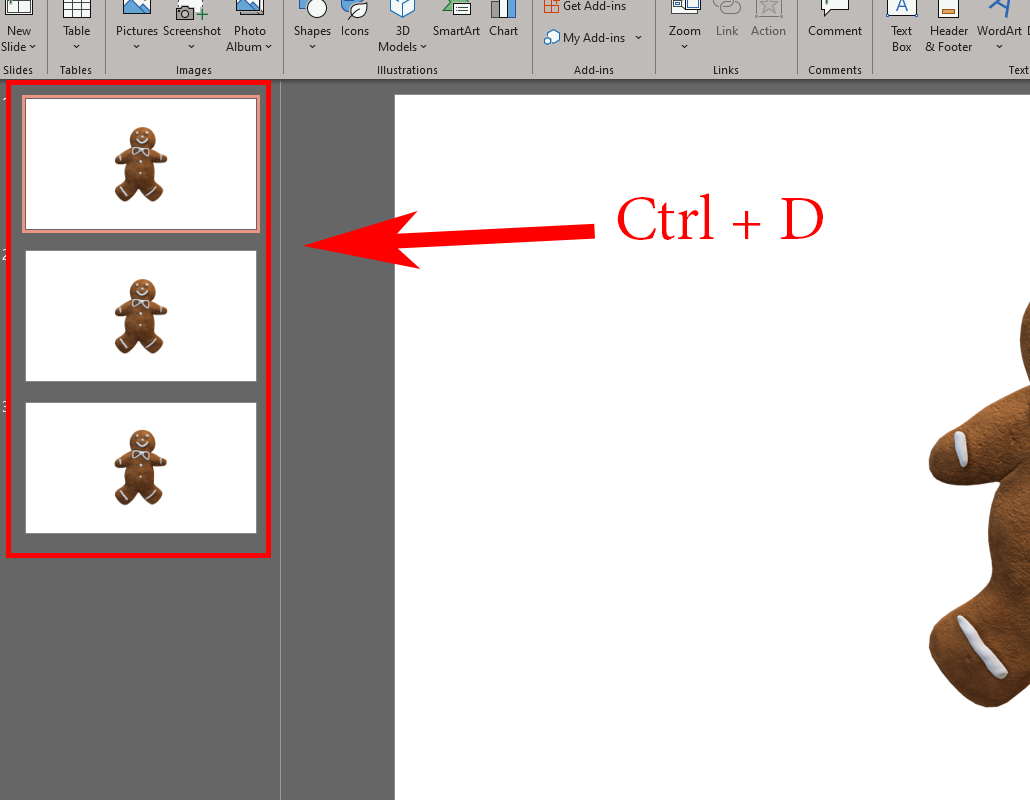 Get Add-ins
New
Slide
Table
Pictures
Screenshot
Photo
Album
Shapes
Icons
3D
Models
SmartArt
Chart
My Add-ins
Zoom
Link
Action
Comment
Text
Box
Header
& Footer
WordArt
Slides
Tables
Images
Illustrations
Add-ins
Links
Comments
Text
Ctrl + D
2
3